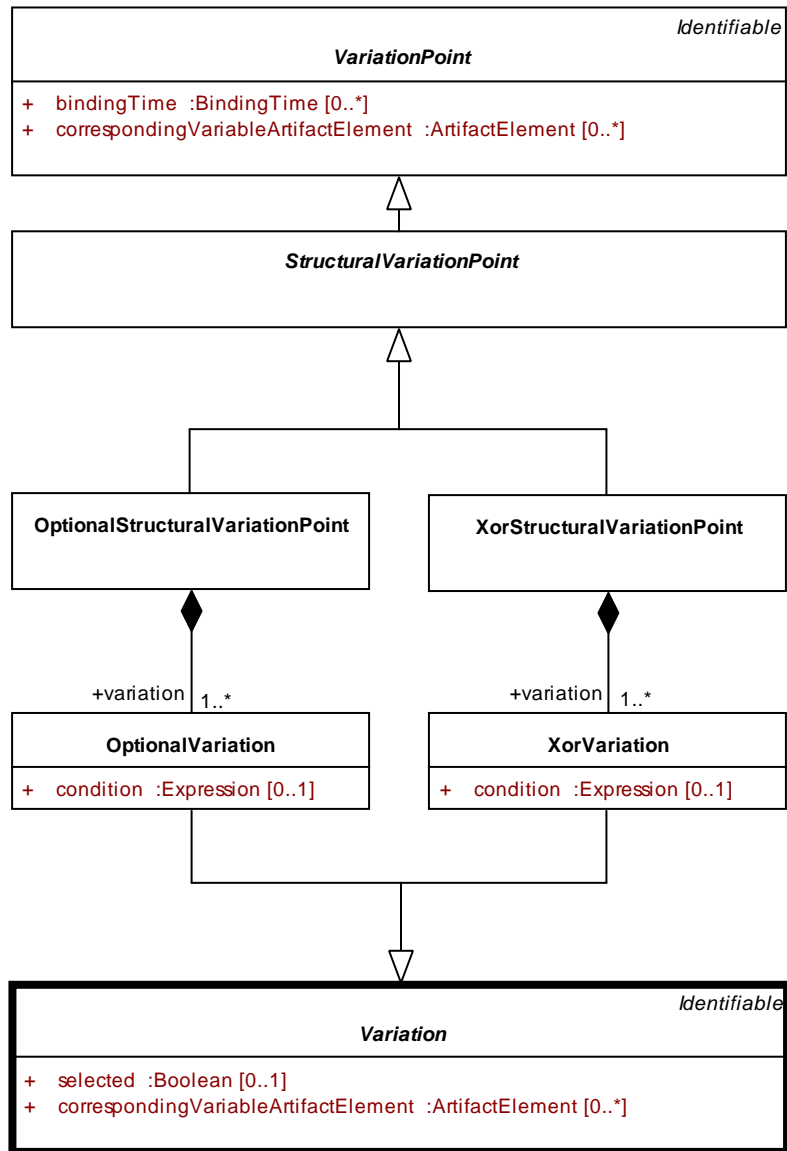 Identifiable
VariationPoint
+ bindingTime :BindingTime [0..*]
+ correspondingVariableArtifactElement :ArtifactElement [0..*]
StructuralVariationPoint
OptionalStructuralVariationPoint
XorStructuralVariationPoint
+variation 1..*
+variation 1..*
OptionalVariation
+ condition :Expression [0..1]
XorVariation
+ condition :Expression [0..1]
Identifiable
Variation
+ selected :Boolean [0..1]
+ correspondingVariableArtifactElement :ArtifactElement [0..*]